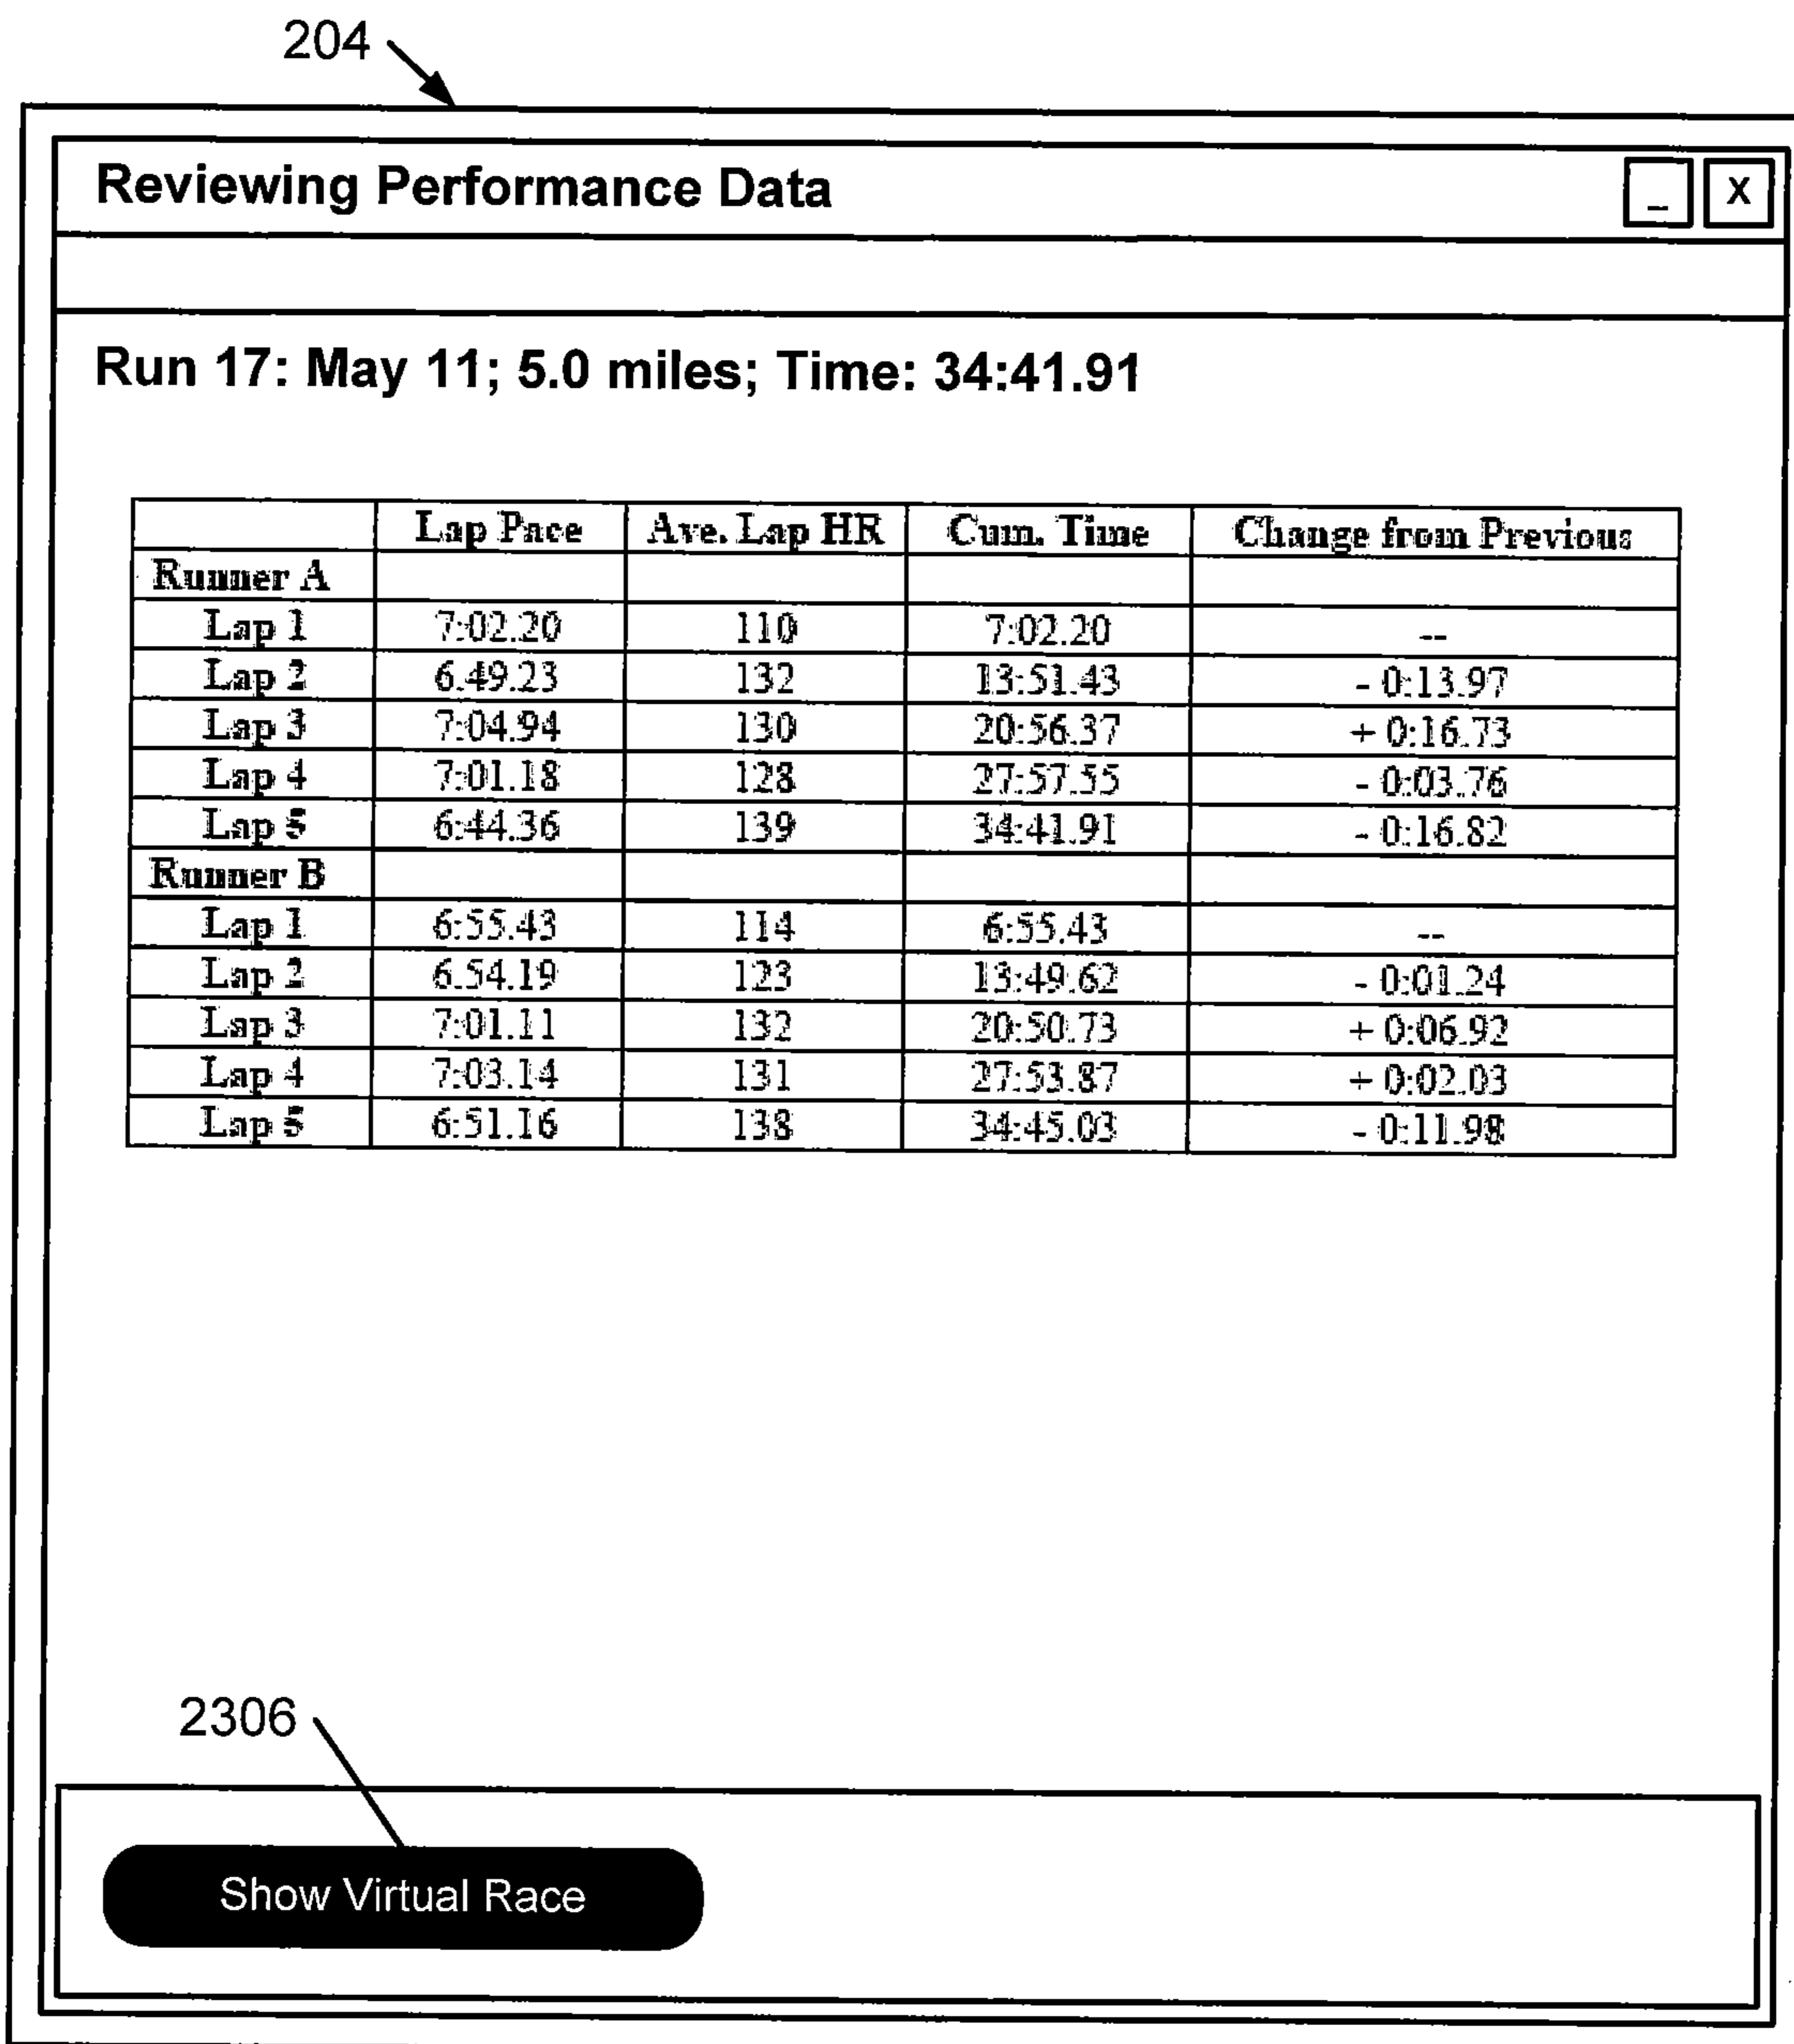 204
Reviewing Performance Data _ X
Run 17: May 11; 5.0 miles; Time: 34:41.91
Lap Pace Ave. Lap HR Cum. Time Change from Previous
Runner A
Lap 1 7:02.20 110 7:02.20 --
Lap 2 6.49.23 132 13:51.43 - 0:13.97
Lap 3 7:04.94 130 20:56.37 + 0:16.73
Lap 4 7:01.18 128 27:57.55 - 0:03.76
Lap 5 6:44.36 139 34:41.91 - 0:16.82
Runner B
Lap 1 6:55.43 114 6:55.43 --
Lap 2 6.54.19 123 13:49.62 - 0:01.24
Lap 3 7:01.11 132 20:50.73 + 0:06.92
Lap 4 7:03.14 131 27:53.87 + 0:02.03
Lap 5 6:51.16 138 34:45.03 - 0:11.98
2306
Show Virtual Race